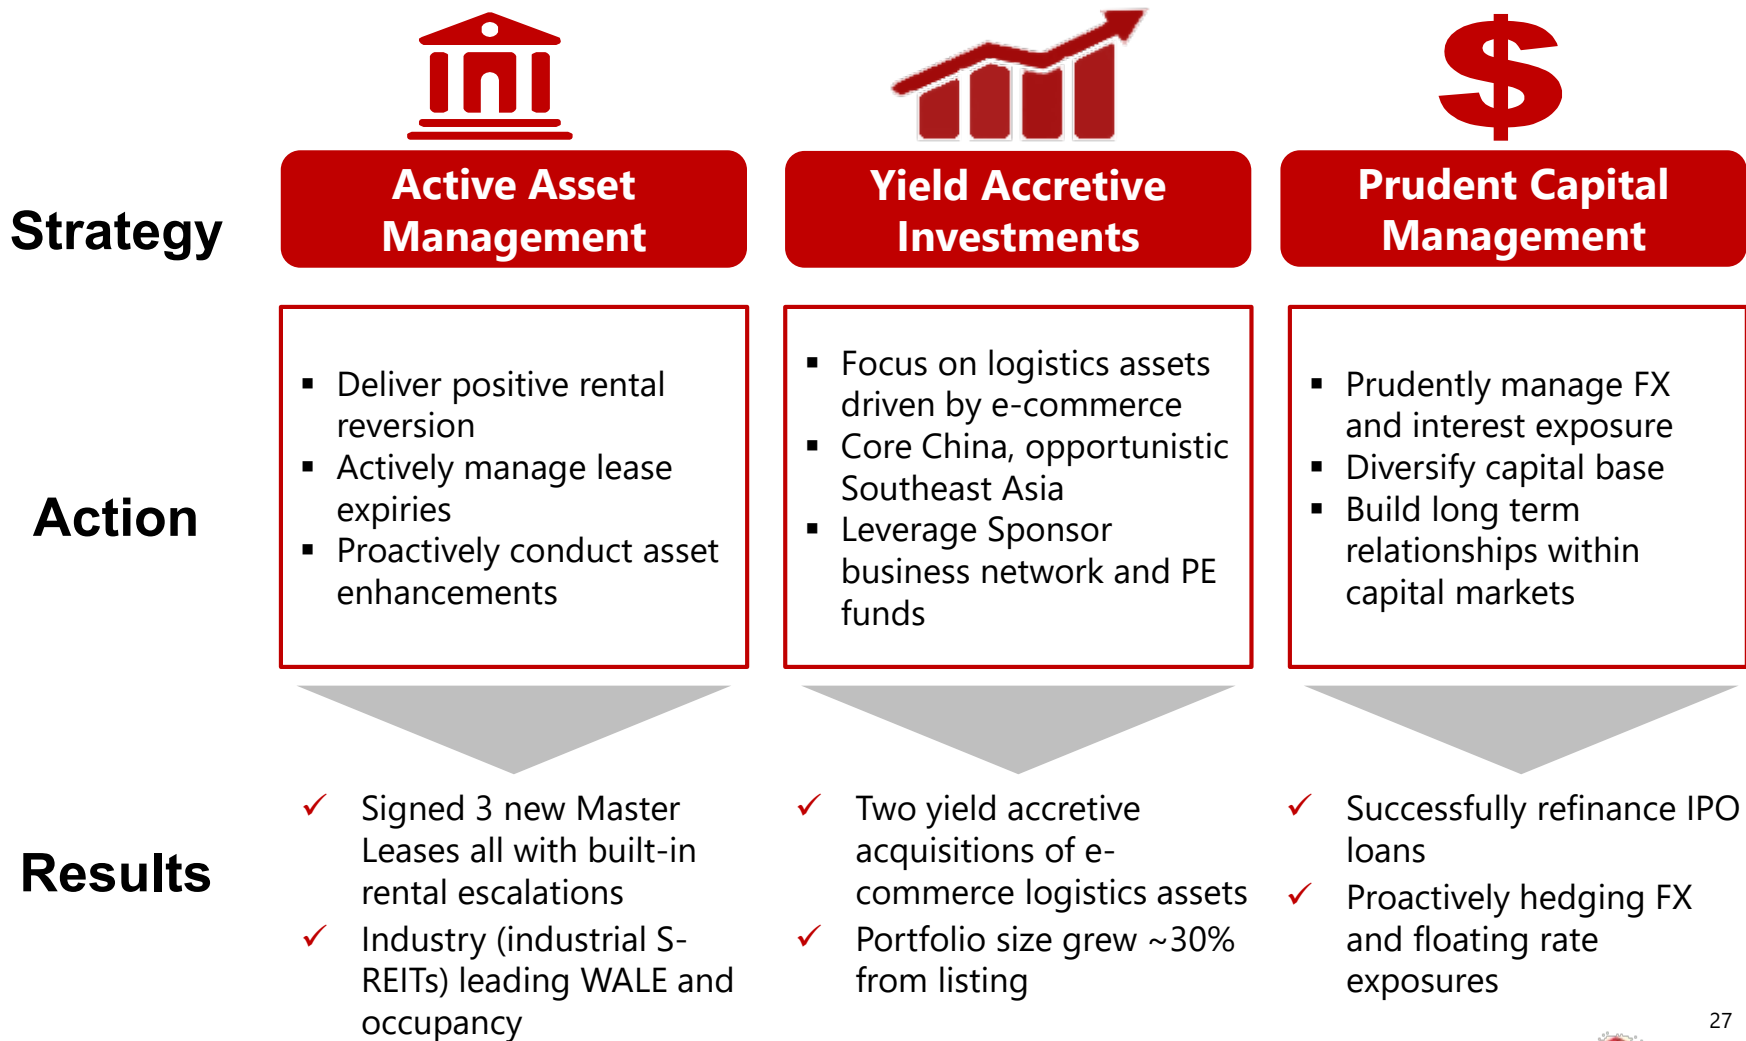 Strategy
Active Asset
Management
Yield Accretive
Investments
Prudent Capital
Management
Action
▪ Deliver positive rental
reversion
▪ Actively manage lease
expiries
▪ Proactively conduct asset
enhancements
▪ Focus on logistics assets
driven by e-commerce
▪ Core China, opportunistic
Southeast Asia
▪ Leverage Sponsor
business network and PE
funds
▪ Prudently manage FX
and interest exposure
▪ Diversify capital base
▪ Build long term
relationships within
capital markets
Results
✓ Signed 3 new Master
Leases all with built-in
rental escalations
✓ Industry (industrial S-
REITs) leading WALE and
occupancy
✓ Two yield accretive
acquisitions of e-
commerce logistics assets
✓ Portfolio size grew ~30%
from listing
✓ Successfully refinance IPO
loans
✓ Proactively hedging FX
and floating rate
exposures
27